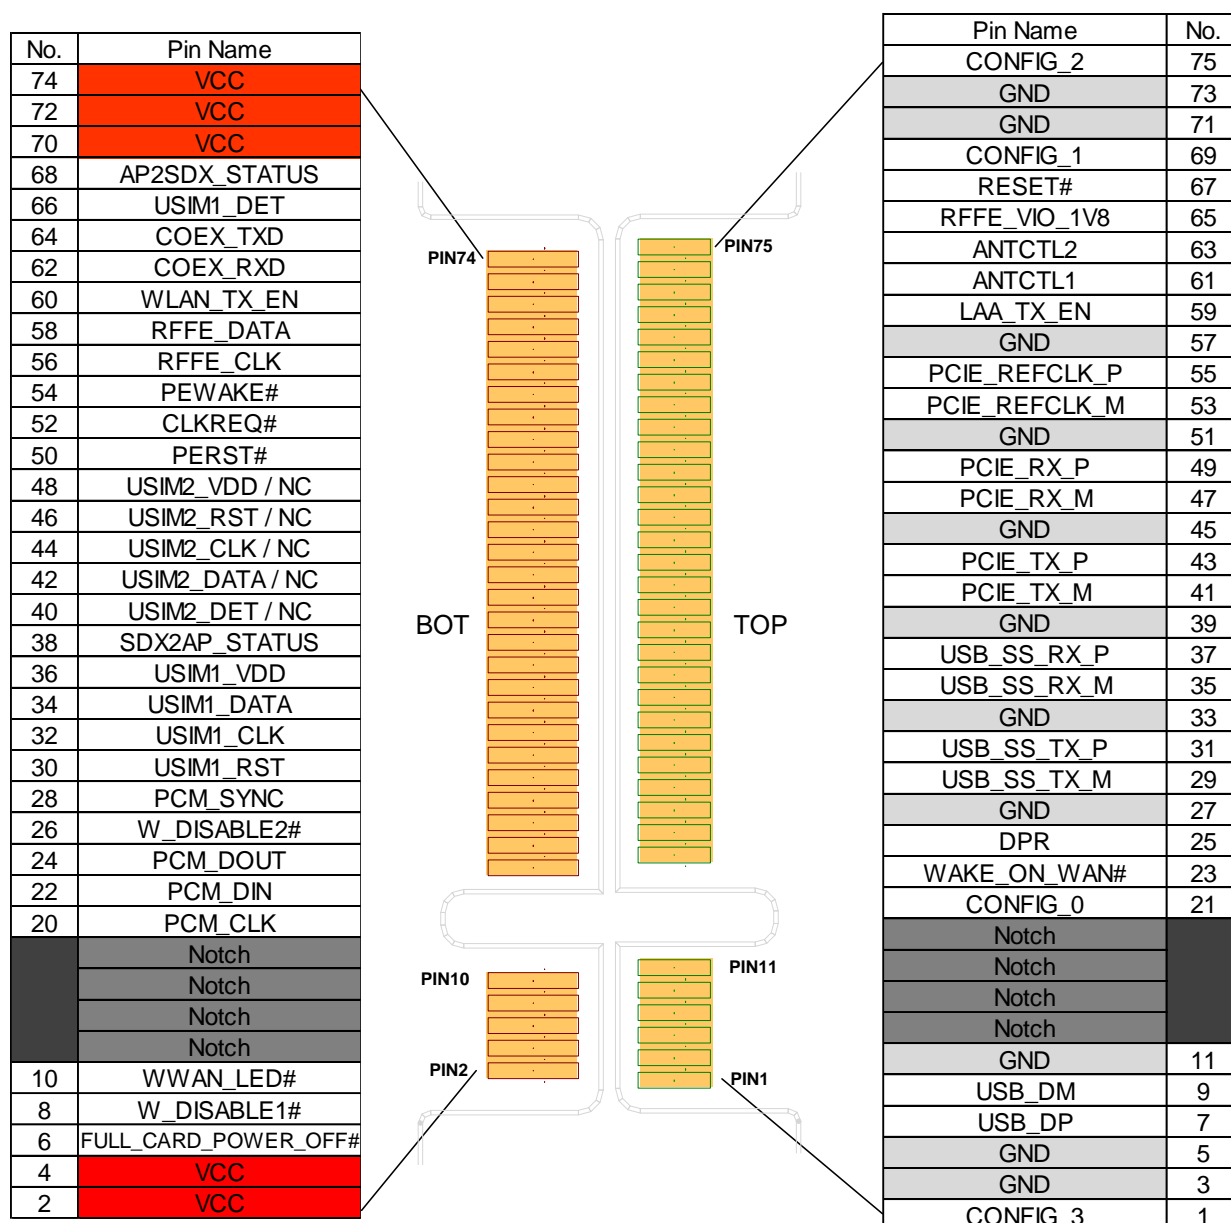 No. Pin Name
74 VCC
72 VCC
70 VCC
68 AP2SDX_STATUS
66 USIM1_DET
64 COEX_TXD
62 COEX_RXD
60 WLAN_TX_EN
58 RFFE_DATA
56 RFFE_CLK
54 PEWAKE#
52 CLKREQ#
50 PERST#
48 USIM2_VDD / NC
46 USIM2_RST / NC
44 USIM2_CLK / NC
42 USIM2_DATA / NC
40 USIM2_DET / NC
38 SDX2AP_STATUS
36 USIM1_VDD
34 USIM1_DATA
32 USIM1_CLK
30 USIM1_RST
28 PCM_SYNC
26 W_DISABLE2#
24 PCM_DOUT
22 PCM_DIN
20 PCM_CLK
Notch
Notch
Notch
Notch
10 WWAN_LED#
8 W_DISABLE1#
6 FULL_CARD_POWER_OFF#
4 VCC
2 VCC
PIN74
PIN75
BOT
TOP
PIN10
PIN11
PIN2
PIN1
Pin Name No.
CONFIG_2 75
GND 73
GND 71
CONFIG_1 69
RESET# 67
RFFE_VIO_1V8 65
ANTCTL2 63
ANTCTL1 61
LAA_TX_EN 59
GND 57
PCIE_REFCLK_P 55
PCIE_REFCLK_M 53
GND 51
PCIE_RX_P 49
PCIE_RX_M 47
GND 45
PCIE_TX_P 43
PCIE_TX_M 41
GND 39
USB_SS_RX_P 37
USB_SS_RX_M 35
GND 33
USB_SS_TX_P 31
USB_SS_TX_M 29
GND 27
DPR 25
WAKE_ON_WAN# 23
CONFIG_0 21
Notch
Notch
Notch
Notch
GND 11
USB_DM 9
USB_DP 7
GND 5
GND 3
CONFIG_3 1